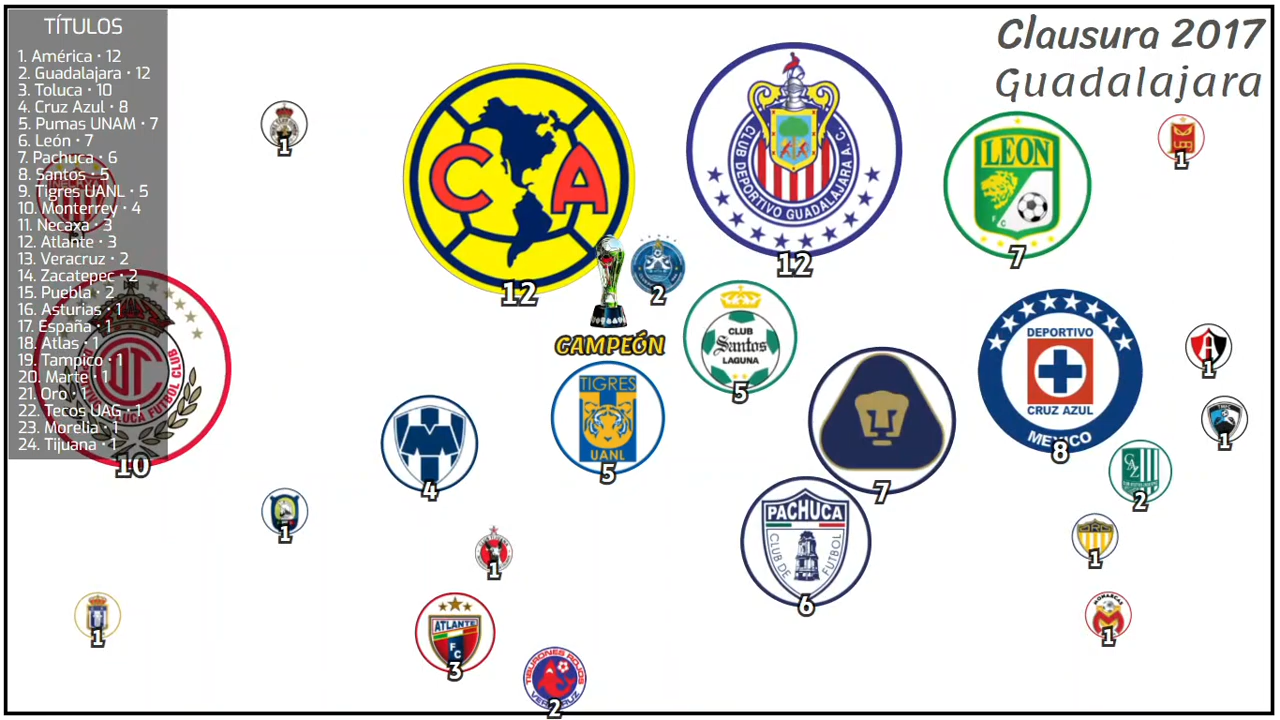 TÍTULOS
1. América • 12
2. Guadalajara • 12
3. Toluca • 10
4. Cruz Azul • 8
5. Pumas UNAM • 7
6. León • 7
7. Pachuca • 6
8. Santos • 5
9. Tigres UANL • 5
10. Monterrey • 4
11. Necaxa • 3
12. Atlante • 3
13. Veracruz • 2
14. Zacatepec • 2
15. Puebla • 2
16. Asturias • 1
17. España • 1
18. Atlas • 1
19. Tampico • 1
20. Marte • 1
21. Oro • 1
22. Tecos UAG • 1
23. Morelia • 1
24. Tijuana • 1
Clausura 2017
Guadalajara
1
C A
12
CLUB DEPORTIVO GUADALAJARA A. C.
12
LEON
FC
7
1
2
CAMPEÓN
CLUB
Santos
LAGUNA
5
DEPORTIVO
CRUZ AZUL
MEXICO
8
1
1
10
TIGRES
UANL
5
M
4
7
2
PACHUCA
CLUB DE FUTBOL
6
1
1
1
MONARCAS
1
1
ATLANTE
FC
3
TIBURONES ROJOS
VERACRUZ
2